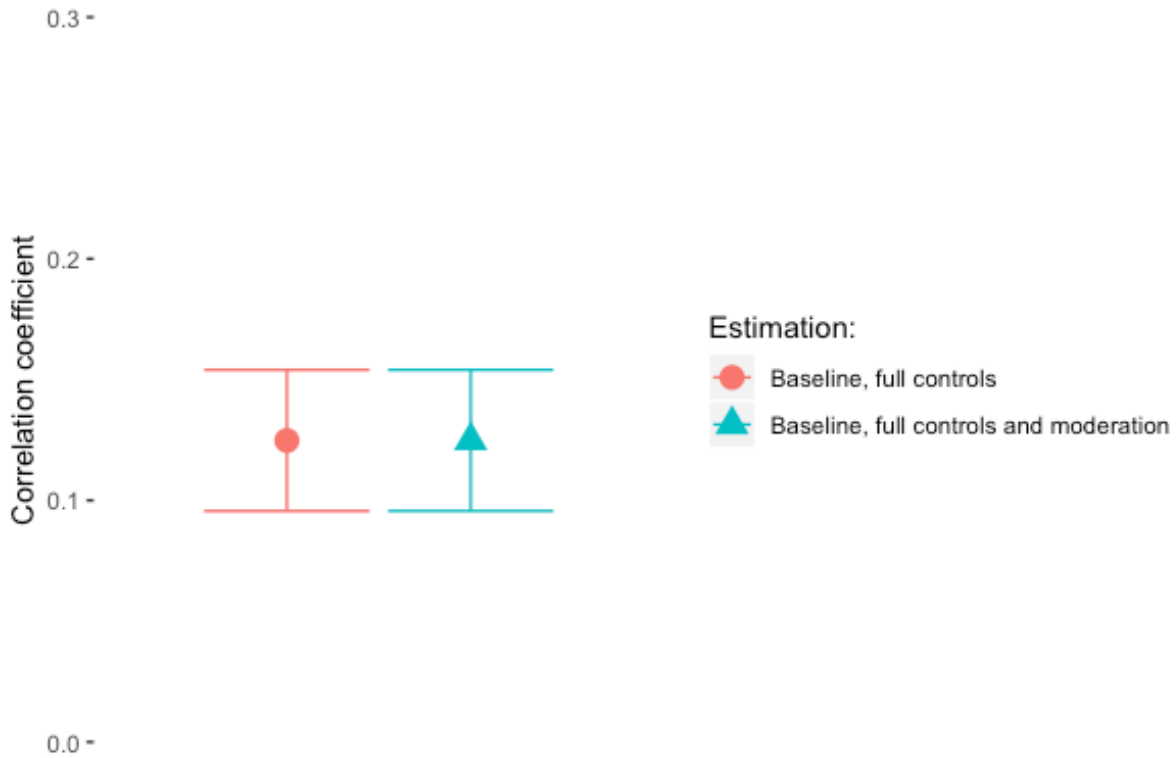 0.3
0.2
0.1
0.0
Correlation coefficient
Estimation:
Baseline, full controls
Baseline, full controls and moderation